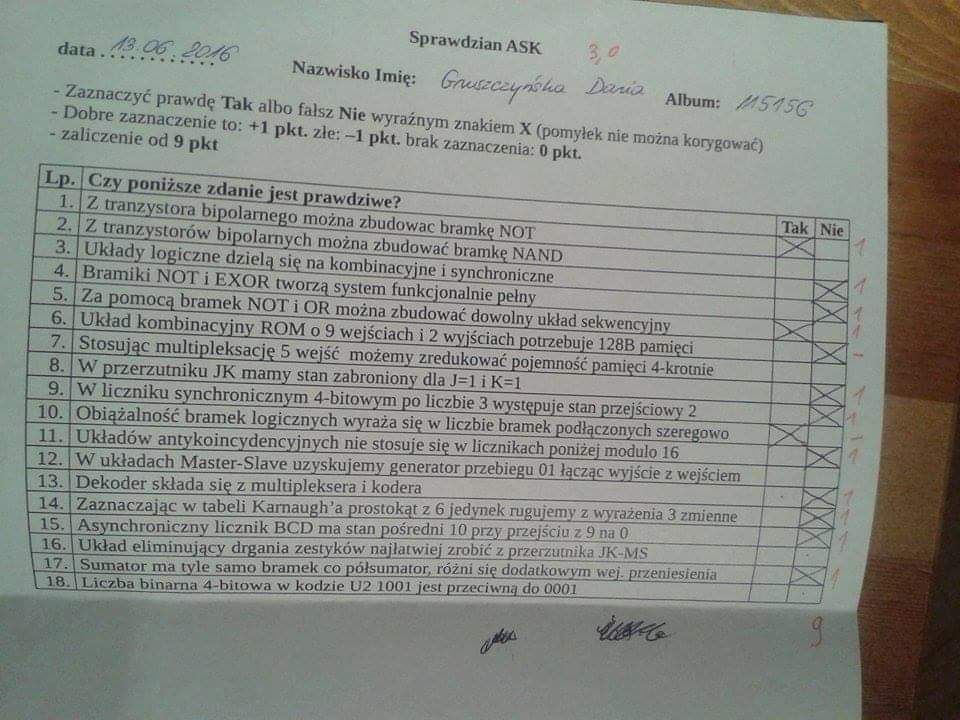 Sprawdzian ASK 3,0
data 13.06.2016
Nazwisko Imię: Gruszczyńska Daria Album: 115156
- Zaznaczyć prawdę Tak albo fałsz Nie wyraźnym znakiem X (pomyłek nie można korygować)
- Dobre zaznaczenie to: +1 pkt. złe: –1 pkt. brak zaznaczenia: 0 pkt.
- zaliczenie od 9 pkt
Lp. Czy poniższe zdanie jest prawdziwe? Tak Nie
1. Z tranzystora bipolarnego można zbudowac bramkę NOT X 1
2. Z tranzystorów bipolarnych można zbudować bramkę NAND
3. Układy logiczne dzielą się na kombinacyjne i synchroniczne X 1
4. Bramiki NOT i EXOR tworzą system funkcjonalnie pełny X 1
5. Za pomocą bramek NOT i OR można zbudować dowolny układ sekwencyjny X 1
6. Układ kombinacyjny ROM o 9 wejściach i 2 wyjściach potrzebuje 128B pamięci X -
7. Stosując multipleksację 5 wejść możemy zredukować pojemność pamięci 4-krotnie
8. W przerzutniku JK mamy stan zabroniony dla J=1 i K=1 X 1
9. W liczniku synchronicznym 4-bitowym po liczbie 3 występuje stan przejściowy 2 X 1
10. Obiążalność bramek logicznych wyraża się w liczbie bramek podłączonych szeregowo X -
11. Układów antykoincydencyjnych nie stosuje się w licznikach poniżej modulo 16 X 1
12. W układach Master-Slave uzyskujemy generator przebiegu 01 łącząc wyjście z wejściem
13. Dekoder składa się z multipleksera i kodera X 1
14. Zaznaczając w tabeli Karnaugh'a prostokąt z 6 jedynek rugujemy z wyrażenia 3 zmienne X 1
15. Asynchroniczny licznik BCD ma stan pośredni 10 przy przejściu z 9 na 0 X 1
16. Układ eliminujący drgania zestyków najłatwiej zrobić z przerzutnika JK-MS
17. Sumator ma tyle samo bramek co półsumator, różni się dodatkowym wej. przeniesienia X 1
18. Liczba binarna 4-bitowa w kodzie U2 1001 jest przeciwną do 0001
9